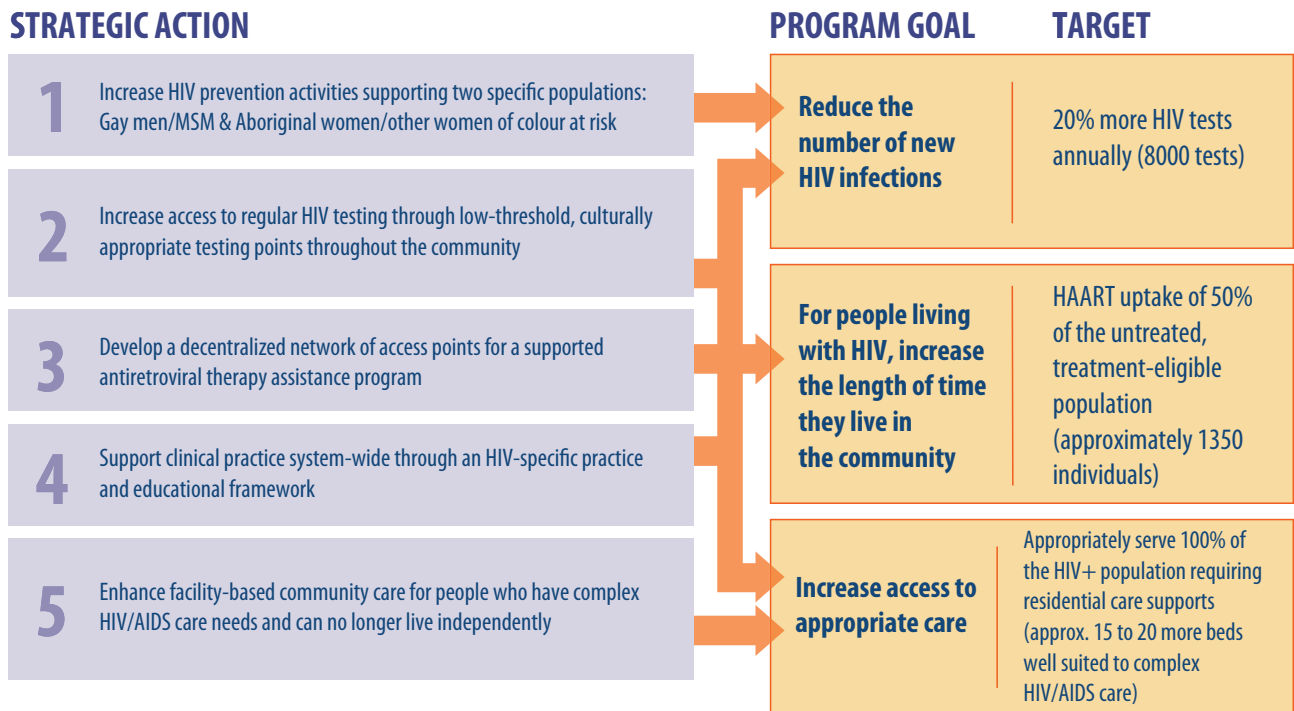 STRATEGIC ACTION
PROGRAM GOAL
TARGET
1
Increase HIV prevention activities supporting two specific populations:
Gay men/MSM & Aboriginal women/other women of colour at risk
2
Increase access to regular HIV testing through low-threshold, culturally
appropriate testing points throughout the community
3
Develop a decentralized network of access points for a supported
antiretroviral therapy assistance program
4
Support clinical practice system-wide through an HIV-specific practice
and educational framework
5
Enhance facility-based community care for people who have complex
HIV/AIDS care needs and can no longer live independently
Reduce the
number of new
HIV infections
20% more HIV tests
annually (8000 tests)
For people living
with HIV, increase
the length of time
they live in
the community
HAART uptake of 50%
of the untreated,
treatment-eligible
population
(approximately 1350
individuals)
Increase access to
appropriate care
Appropriately serve 100% of
the HIV+ population requiring
residential care supports
(approx. 15 to 20 more beds
well suited to complex
HIV/AIDS care)